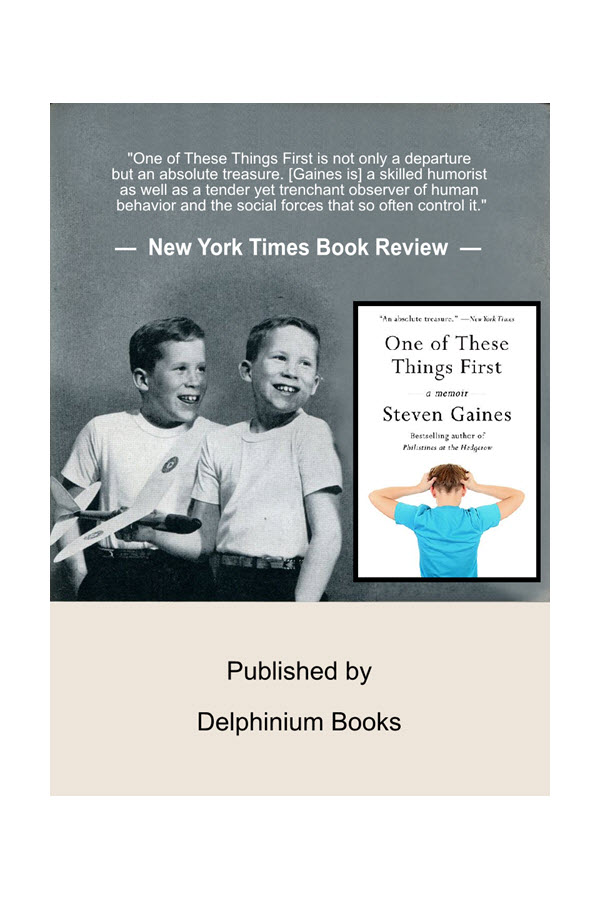 "One of These Things First is not only a departure
but an absolute treasure. [Gaines is] a skilled humorist
as well as a tender yet trenchant observer of human
behavior and the social forces that so often control it."
— New York Times Book Review —
"An absolute treasure." —New York Times
One of These
Things First
a memoir
Steven Gaines
Bestselling author of
Philistines at the Hedgerow
Published by
Delphinium Books